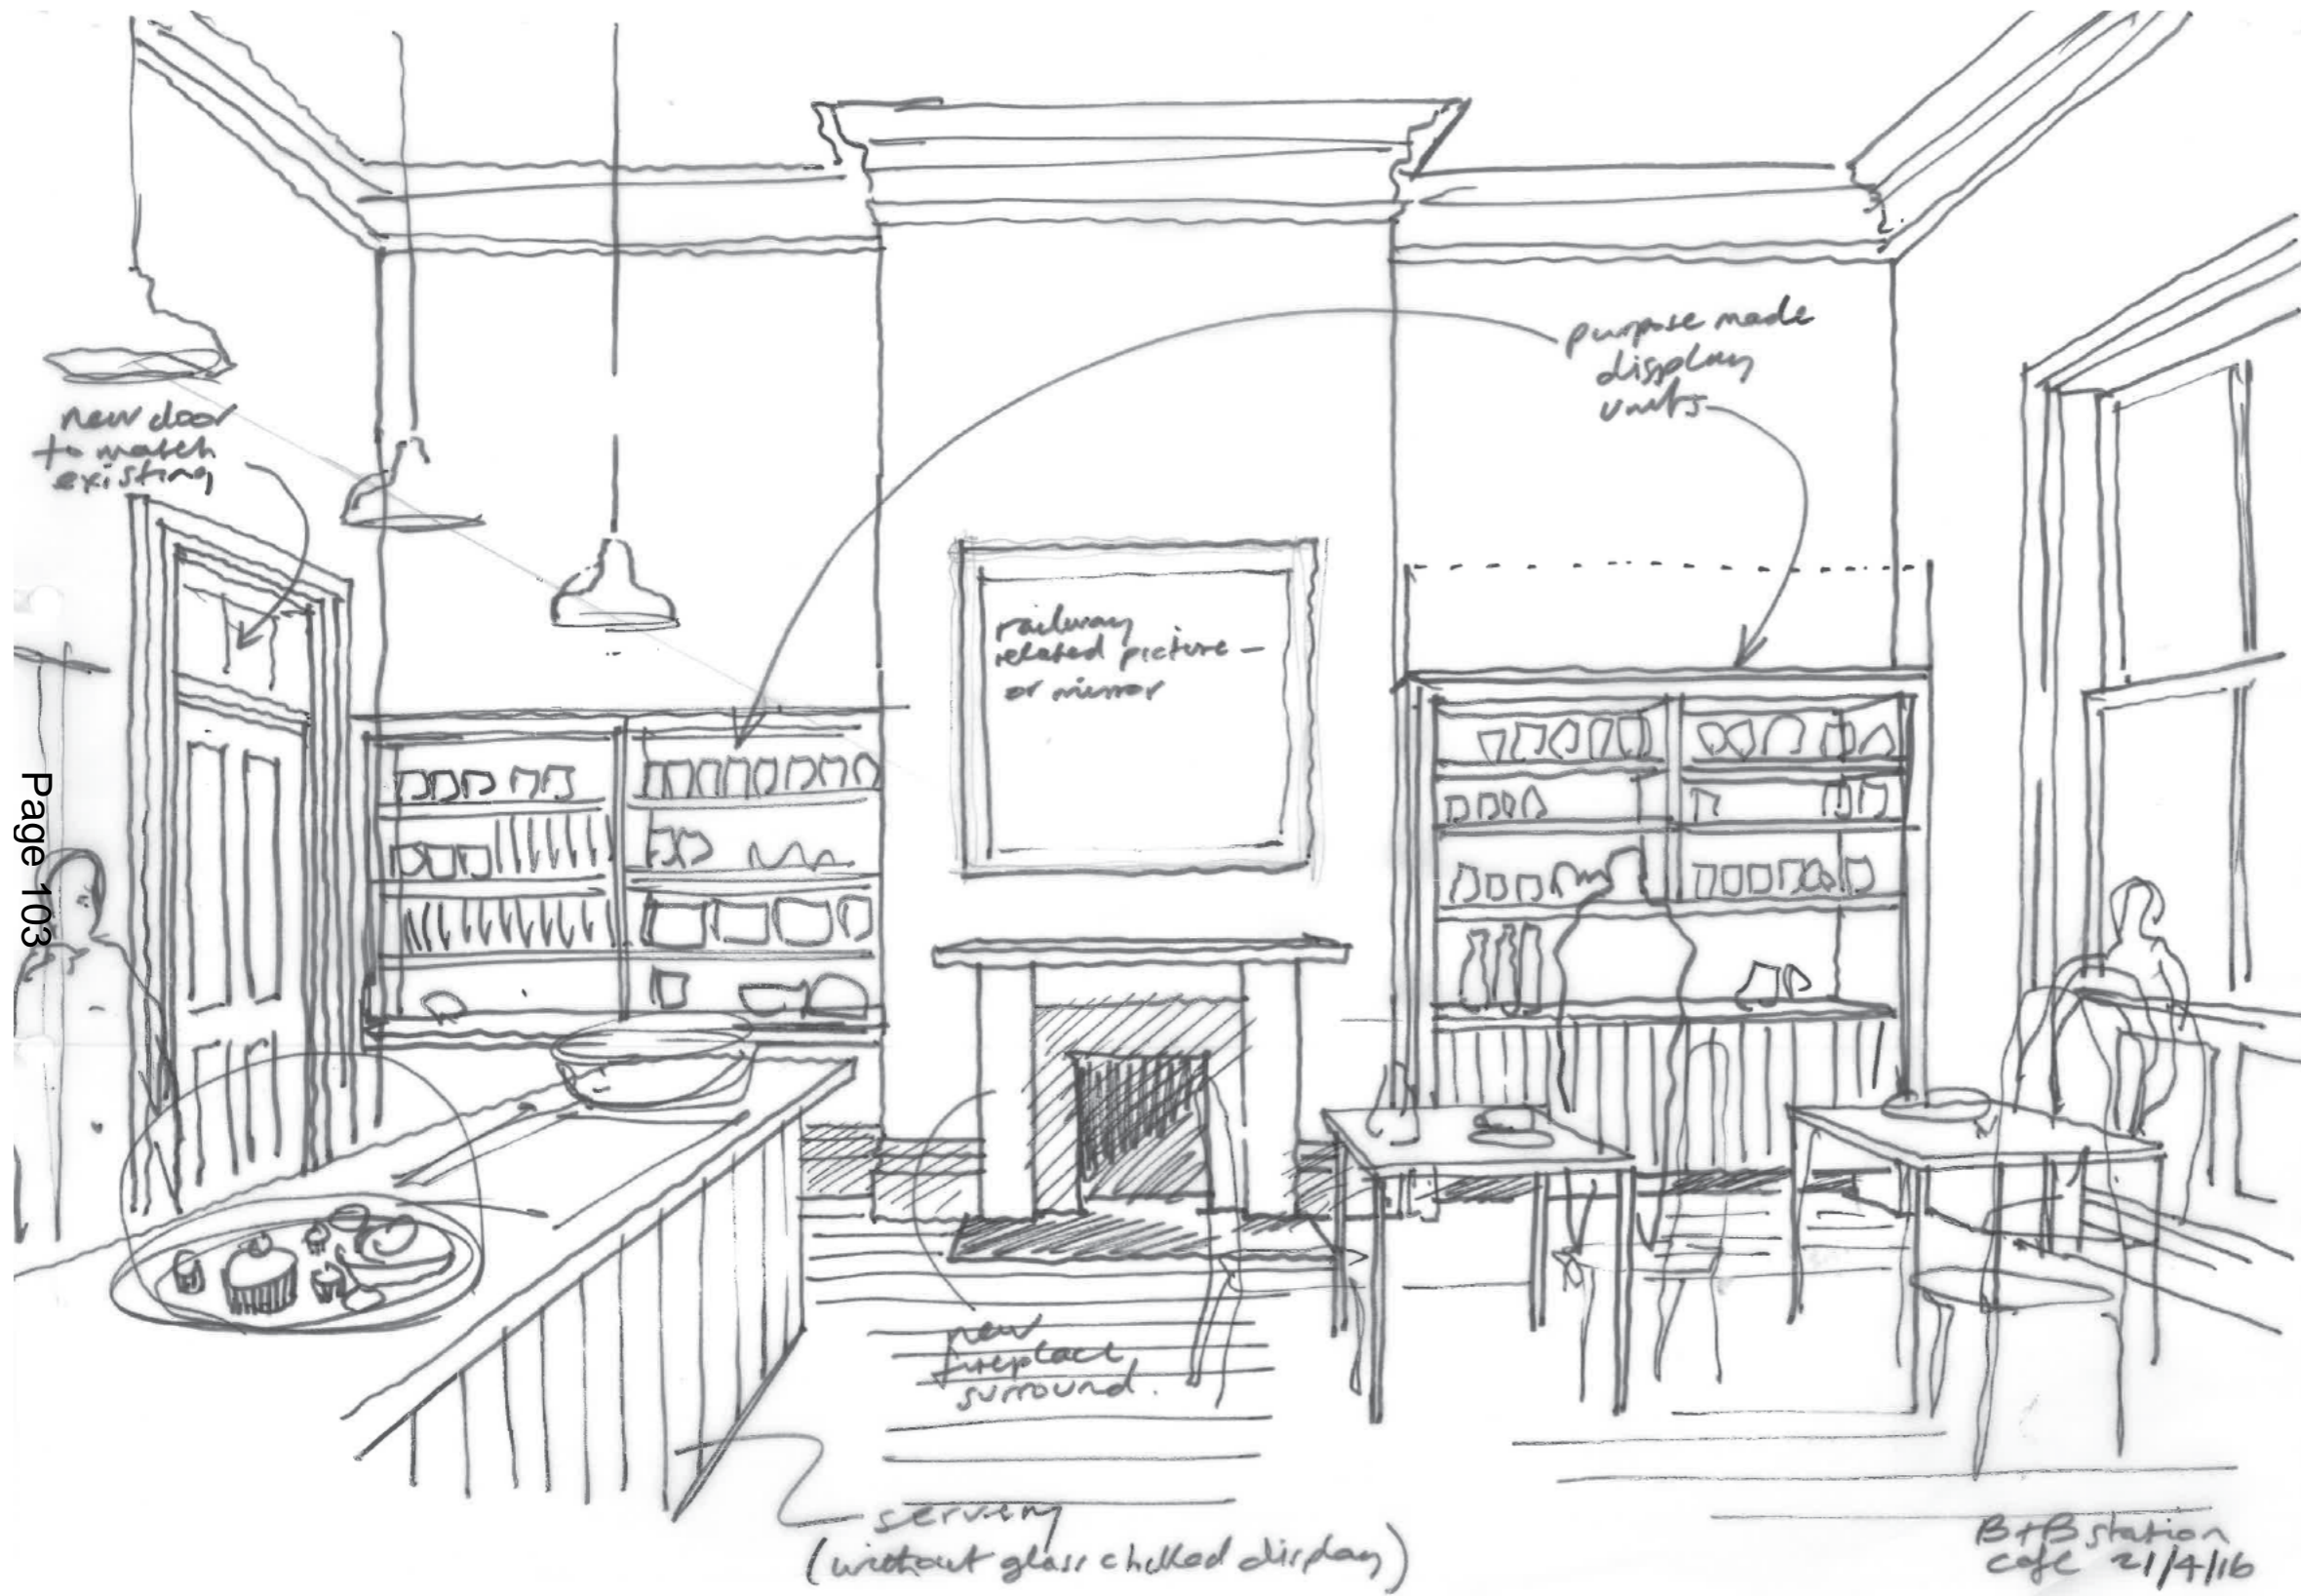 purpose made
display
units
new door
to match
existing
railway
related picture -
or mirror
Page 103
new
fireplace
surround.
serving
(without glass chilled display)
B+B station
cafe 21/4/16